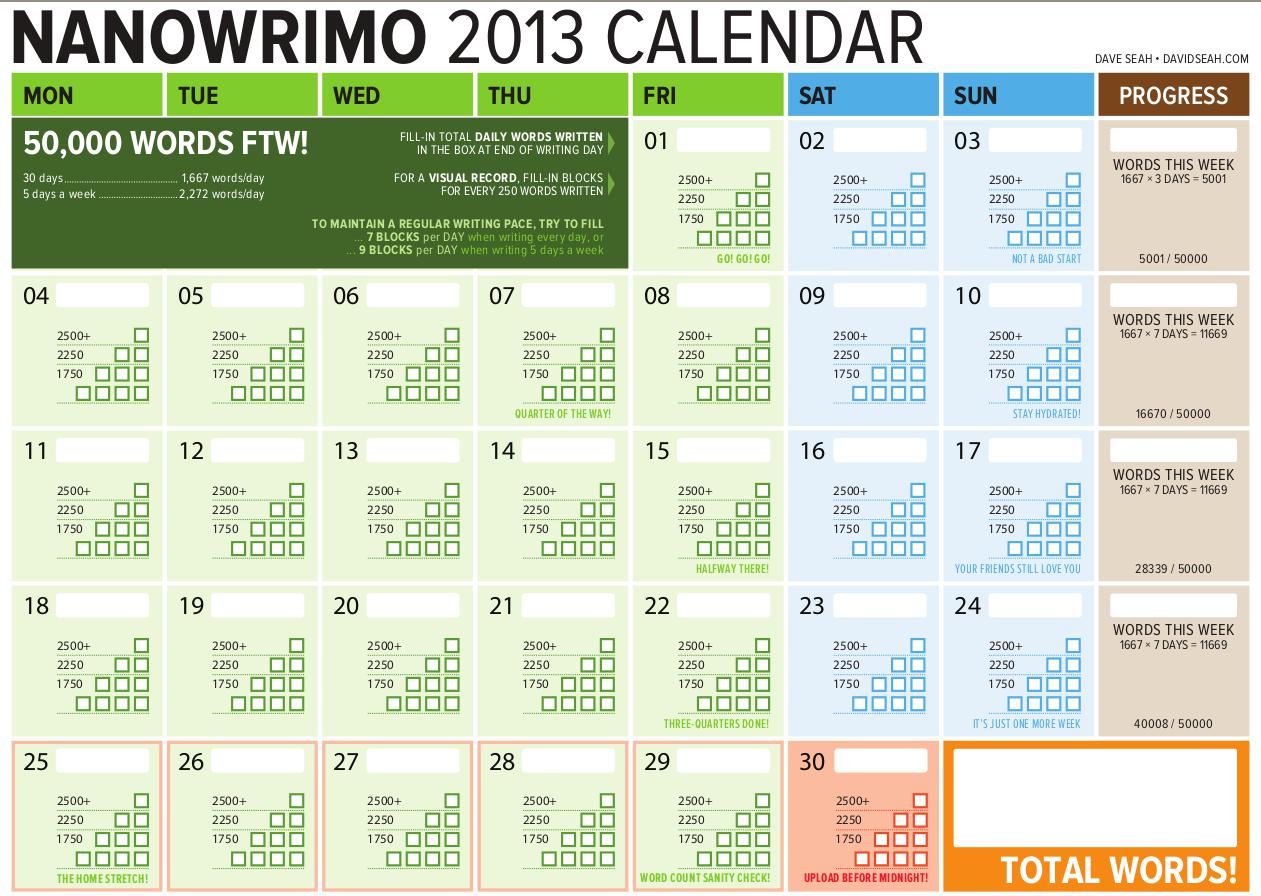 NANOWRIMO 2013 CALENDAR
DAVE SEAH • DAVIDSEAH.COM
MON TUE WED THU FRI SAT SUN PROGRESS
50,000 WORDS FTW!
30 days.................................. 1,667 words/day
5 days a week ........................2,272 words/day
FILL-IN TOTAL DAILY WORDS WRITTEN
IN THE BOX AT END OF WRITING DAY
FOR A VISUAL RECORD, FILL-IN BLOCKS
FOR EVERY 250 WORDS WRITTEN
TO MAINTAIN A REGULAR WRITING PACE, TRY TO FILL
... 7 BLOCKS per DAY when writing every day, or
... 9 BLOCKS per DAY when writing 5 days a week
01 02 03
WORDS THIS WEEK
1667 × 3 DAYS = 5001
2500+ 2500+ 2500+
2250 2250 2250
1750 1750 1750
GO! GO! GO! NOT A BAD START 5001 / 50000
04 05 06 07 08 09 10
WORDS THIS WEEK
1667 × 7 DAYS = 11669
2500+ 2500+ 2500+ 2500+ 2500+ 2500+ 2500+
2250 2250 2250 2250 2250 2250 2250
1750 1750 1750 1750 1750 1750 1750
QUARTER OF THE WAY! STAY HYDRATED! 16670 / 50000
11 12 13 14 15 16 17
WORDS THIS WEEK
1667 × 7 DAYS = 11669
2500+ 2500+ 2500+ 2500+ 2500+ 2500+ 2500+
2250 2250 2250 2250 2250 2250 2250
1750 1750 1750 1750 1750 1750 1750
HALFWAY THERE! YOUR FRIENDS STILL LOVE YOU 28339 / 50000
18 19 20 21 22 23 24
WORDS THIS WEEK
1667 × 7 DAYS = 11669
2500+ 2500+ 2500+ 2500+ 2500+ 2500+ 2500+
2250 2250 2250 2250 2250 2250 2250
1750 1750 1750 1750 1750 1750 1750
THREE-QUARTERS DONE! IT'S JUST ONE MORE WEEK 40008 / 50000
25 26 27 28 29 30
2500+ 2500+ 2500+ 2500+ 2500+ 2500+
2250 2250 2250 2250 2250 2250
1750 1750 1750 1750 1750 1750
THE HOME STRETCH! WORD COUNT SANITY CHECK! UPLOAD BEFORE MIDNIGHT!
TOTAL WORDS!